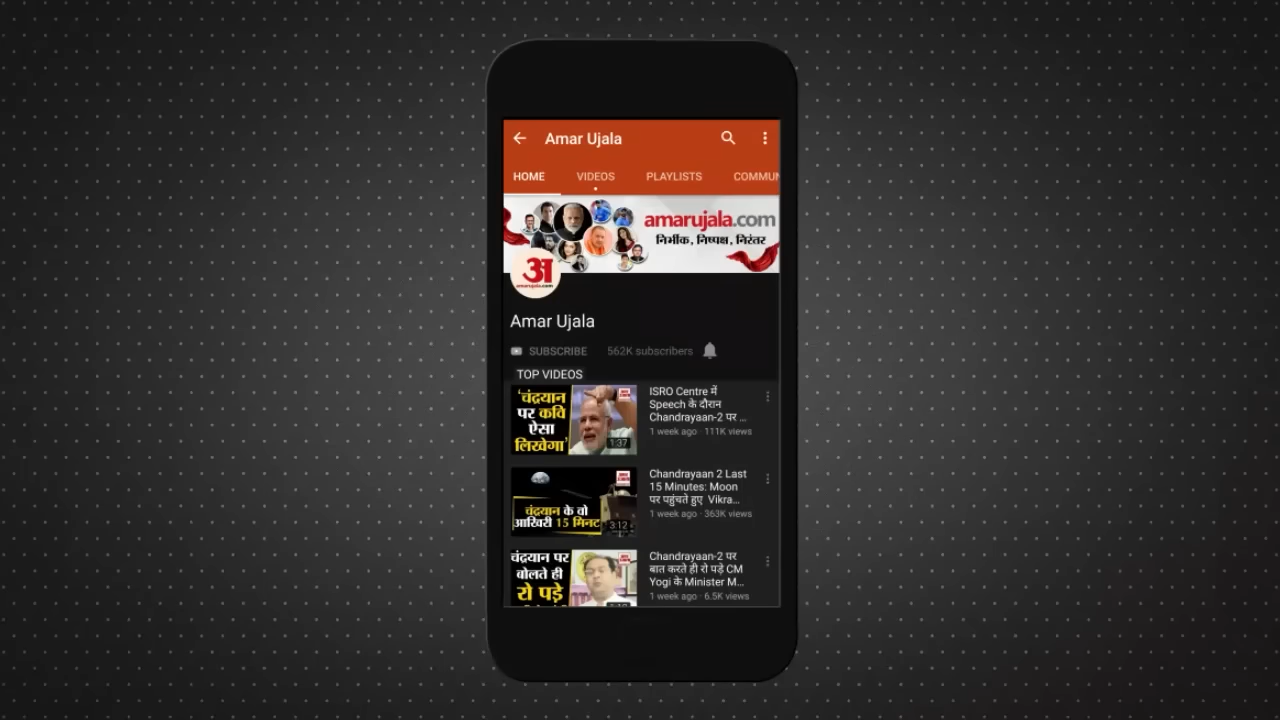 Amar Ujala
HOME VIDEOS PLAYLISTS COMMUN
amarujala.com
निर्भीक, निष्पक्ष, निरंतर
अ
amarujala.com
Amar Ujala
SUBSCRIBE 562K subscribers
TOP VIDEOS
'चंद्रयान
पर कवि
ऐसा
लिखेगा'
1:37
ISRO Centre में
Speech के दौरान
Chandrayaan-2 पर ...
1 week ago · 111K views
चंद्रयान के वो
आखिरी 15 मिनट
3:12
Chandrayaan 2 Last
15 Minutes: Moon
पर पहुंचते हुए Vikra...
1 week ago · 363K views
चंद्रयान पर
बोलते ही
रो पड़े
Chandrayaan-2 पर
बात करते ही रो पड़े CM
Yogi के Minister M...
1 week ago · 6.5K views